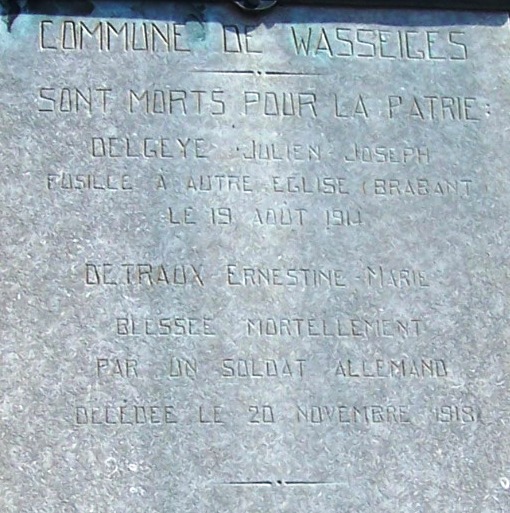 COMMUNE DE WASSEIGES
SONT MORTS POUR LA PATRIE:
DELGEYE JULIEN JOSEPH
FUSILLE À AUTRE EGLISE (BRABANT)
LE 19 AOÛT 1914
DETRAUX ERNESTINE MARIE
BLESSEE MORTELLEMENT
PAR UN SOLDAT ALLEMAND
DECEDEE LE 20 NOVEMBRE 1918